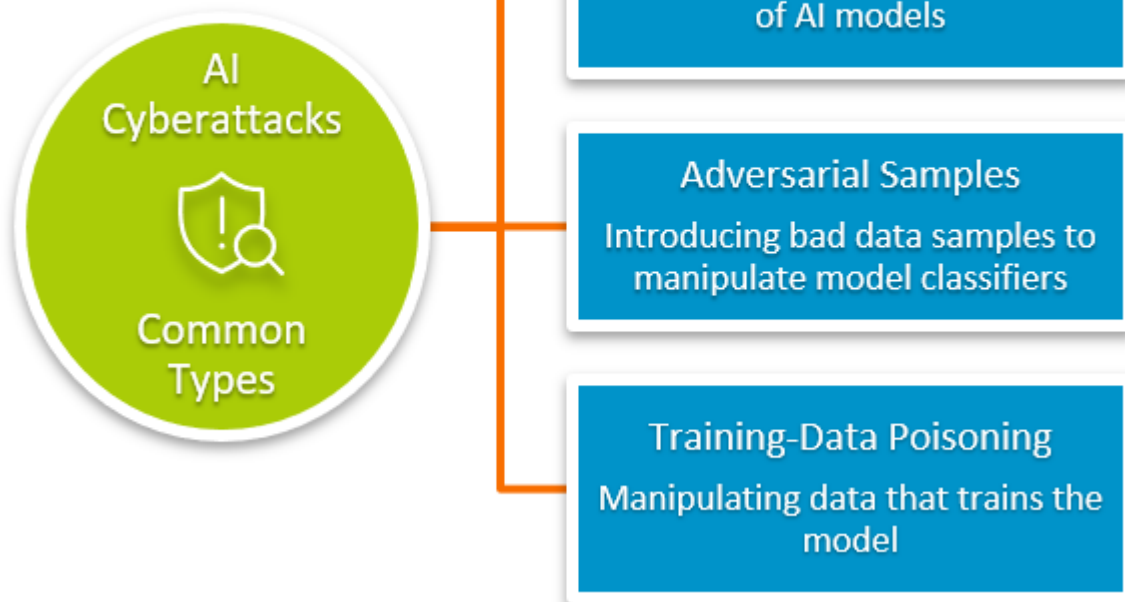 AI
Cyberattacks
Common
Types
of AI models
Adversarial Samples
Introducing bad data samples to
manipulate model classifiers
Training-Data Poisoning
Manipulating data that trains the
model